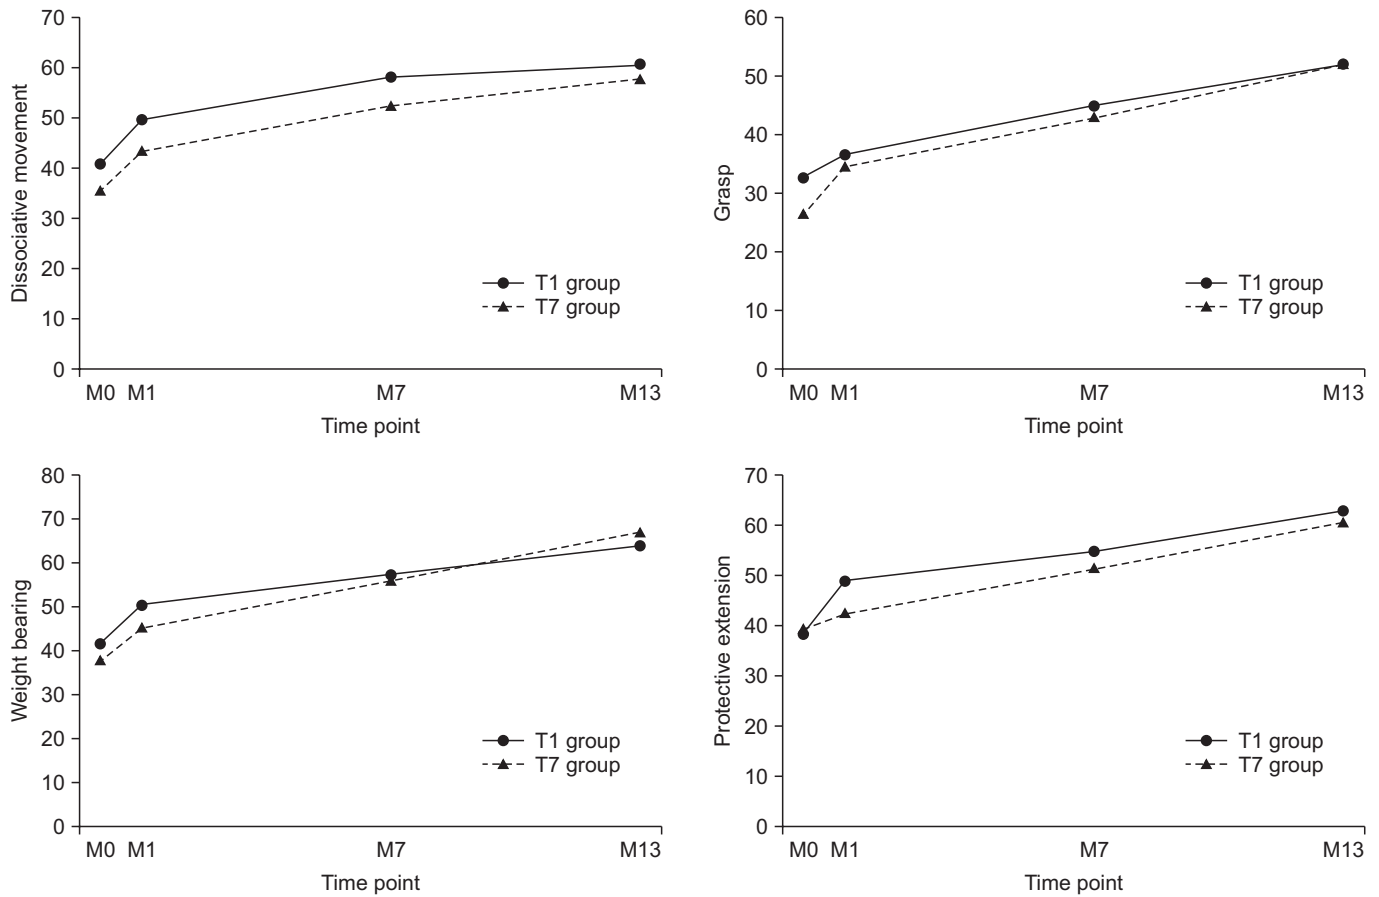 Dissociative movement
70
60
50
40
30
20
10
0
T1 group
T7 group
M0 M1 M7 M13
Time point
Grasp
60
50
40
30
20
10
0
T1 group
T7 group
M0 M1 M7 M13
Time point
Weight bearing
80
70
60
50
40
30
20
10
0
T1 group
T7 group
M0 M1 M7 M13
Time point
Protective extension
70
60
50
40
30
20
10
0
T1 group
T7 group
M0 M1 M7 M13
Time point